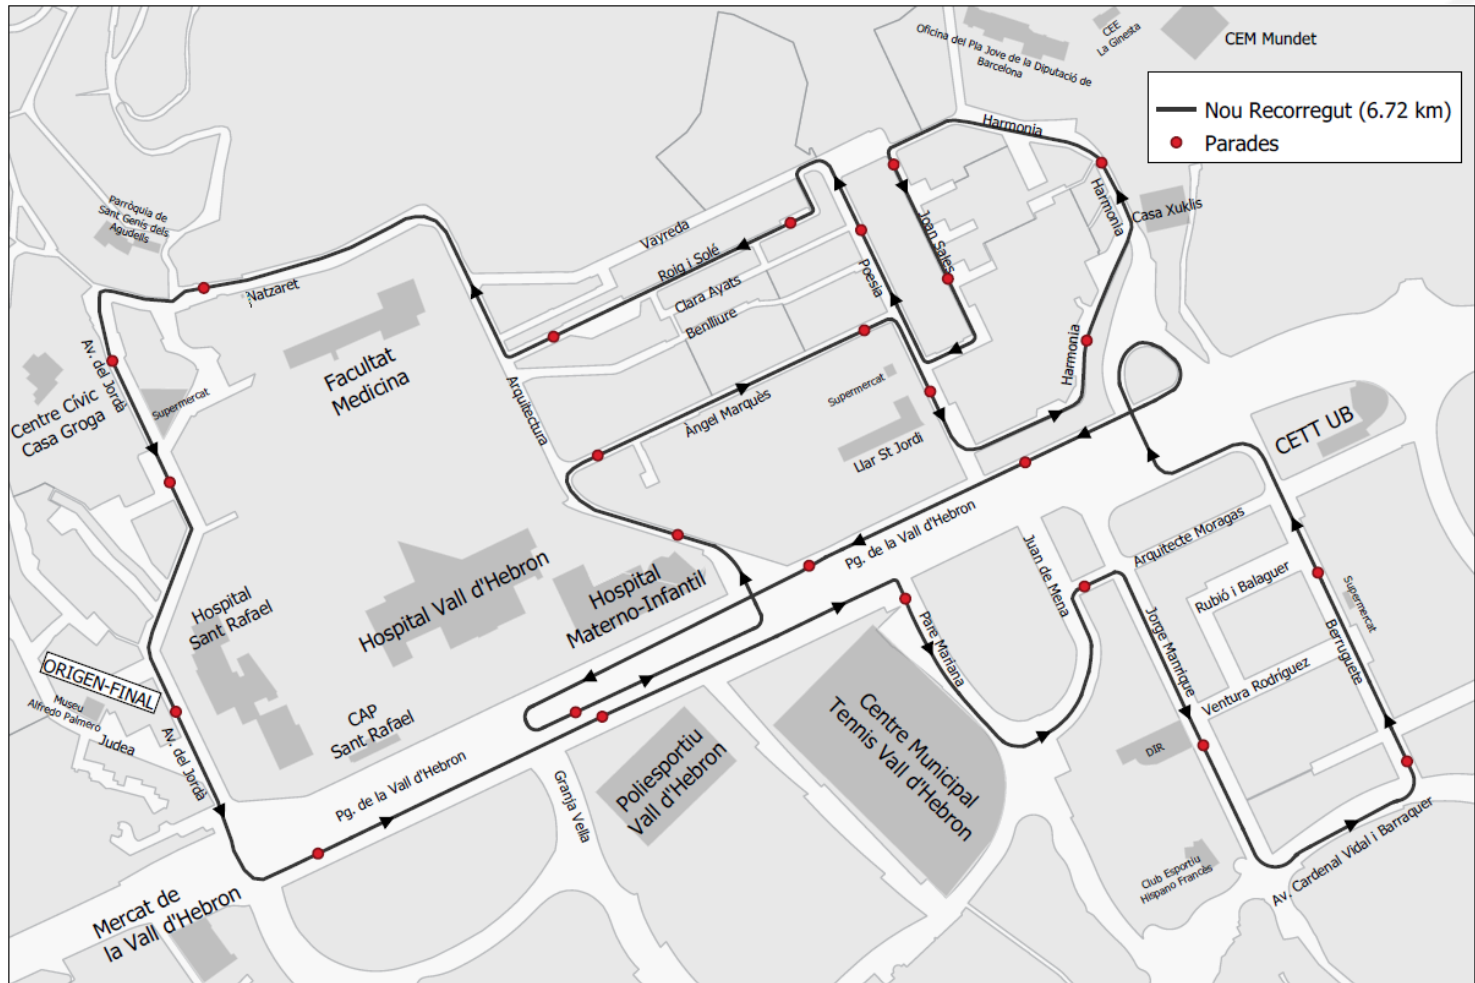 Oficina del Pla Jove de la Diputació de
Barcelona
CEE
La Ginesta
CEM Mundet
Nou Recorregut (6.72 km)
Parades
Harmonia
Harmonia
Casa Xuklis
Joan Sales
Parròquia de
Sant Genís dels
Agudells
Vayreda
Roig i Solé
Poesia
Clara Ayats
Benlliure
Natzaret
Harmonia
Av. del Jordà
Facultat
Medicina
Supermercat
Centre Cívic
Casa Groga
Arquitectura
Àngel Marquès
Supermercat
Llar St Jordi
CETT UB
Pg. de la Vall d'Hebron
Juan de Mena
Arquitecte Moragas
Rubió i Balaguer
Supermercat
Hospital
Sant Rafael
Hospital Vall d'Hebron
Hospital
Materno-Infantil
Pare Mariana
Jorge Manrique
Berruguete
Ventura Rodríguez
ORIGEN-FINAL
Museu
Alfredo Palmero
Judea
Av. del Jordà
CAP
Sant Rafael
Centre Municipal
Tennis Vall d'Hebron
DIR
Pg. de la Vall d'Hebron
Granja Vella
Poliesportiu
Vall d'Hebron
Club Esportiu
Hispano Francès
Av. Cardenal Vidal i Barraquer
Mercat de
la Vall d'Hebron